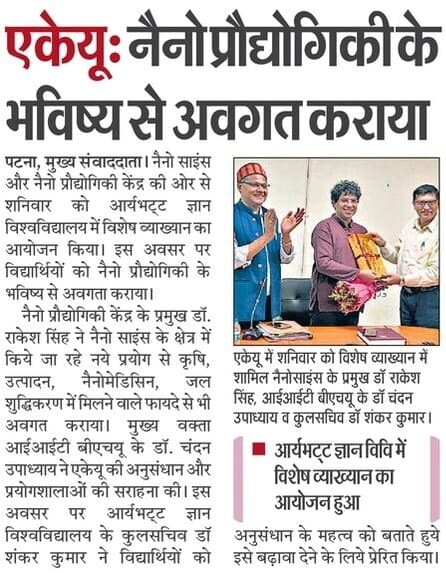 एकेयू: नैनो प्रौद्योगिकी के
भविष्य से अवगत कराया
पटना, मुख्य संवाददाता। नैनो साइंस
और नैनो प्रौद्योगिकी केंद्र की ओर से
शनिवार को आर्यभट्ट ज्ञान
विश्वविद्यालय में विशेष व्याख्यान का
आयोजन किया। इस अवसर पर
विद्यार्थियों को नैनो प्रौद्योगिकी के
भविष्य से अवगता कराया।
नैनो प्रौद्योगिकी केंद्र के प्रमुख डॉ.
राकेश सिंह ने नैनो साइंस के क्षेत्र में
किये जा रहे नये प्रयोग से कृषि,
उत्पादन, नैनोमेडिसिन, जल
शुद्धिकरण में मिलने वाले फायदे से भी
अवगत कराया। मुख्य वक्ता
आईआईटी बीएचयू के डॉ. चंदन
उपाध्याय ने एकेयू की अनुसंधान और
प्रयोगशालाओं की सराहना की। इस
अवसर पर आर्यभट्ट ज्ञान
विश्वविद्यालय के कुलसचिव डॉ
शंकर कुमार ने विद्यार्थियों को
एकेयू में शनिवार को विशेष व्याख्यान में
शामिल नैनोसाइंस के प्रमुख डॉ राकेश
सिंह, आईआईटी बीएचयू के डॉ चंदन
उपाध्याय व कुलसचिव डॉ शंकर कुमार।
■ आर्यभट्ट ज्ञान विवि में
विशेष व्याख्यान का
आयोजन हुआ
अनुसंधान के महत्व को बताते हुये
इसे बढ़ावा देने के लिये प्रेरित किया।